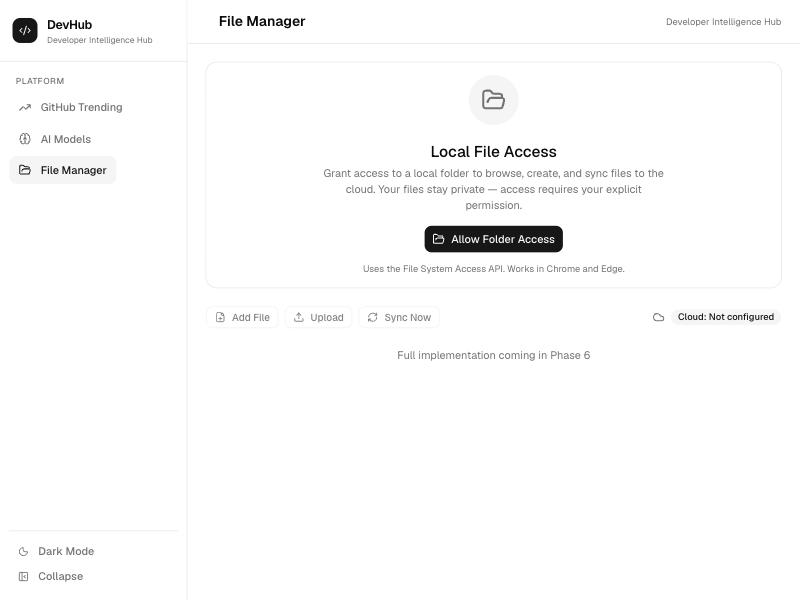 DevHub
Developer Intelligence Hub
PLATFORM
GitHub Trending
AI Models
File Manager
Dark Mode
Collapse
File Manager
Developer Intelligence Hub
Local File Access
Grant access to a local folder to browse, create, and sync files to the
cloud. Your files stay private — access requires your explicit
permission.
Allow Folder Access
Uses the File System Access API. Works in Chrome and Edge.
Add File
Upload
Sync Now
Cloud: Not configured
Full implementation coming in Phase 6